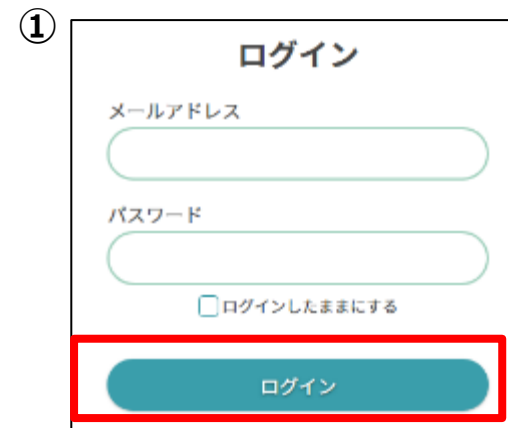 ①
ログイン
メールアドレス
パスワード
ログインしたままにする
ログイン